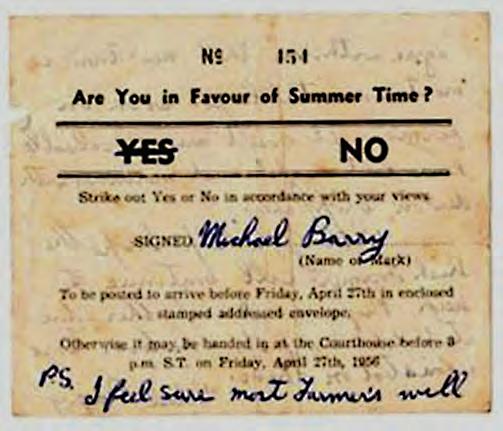 Nº 154
Are You in Favour of Summer Time?
YES NO
Strike out Yes or No in accordance with your views
SIGNED Michael Barry
(Name or Mark)
To be posted to arrive before Friday, April 27th in enclosed
stamped addressed envelope.
Otherwise it may be handed in at the Courthouse before 8
p.m. S.T. on Friday, April 27th, 1956
P.S. I feel sure most Farmer's will